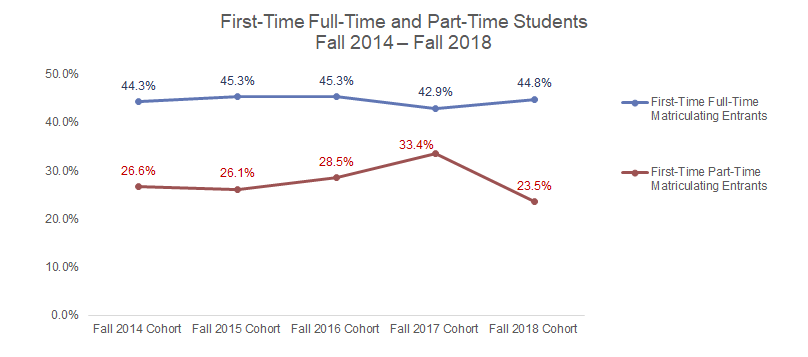 First-Time Full-Time and Part-Time Students
Fall 2014 – Fall 2018
50.0%
40.0%
30.0%
20.0%
10.0%
0.0%
44.3%
45.3%
45.3%
42.9%
44.8%
26.6%
26.1%
28.5%
33.4%
23.5%
Fall 2014 Cohort
Fall 2015 Cohort
Fall 2016 Cohort
Fall 2017 Cohort
Fall 2018 Cohort
First-Time Full-Time
Matriculating Entrants
First-Time Part-Time
Matriculating Entrants